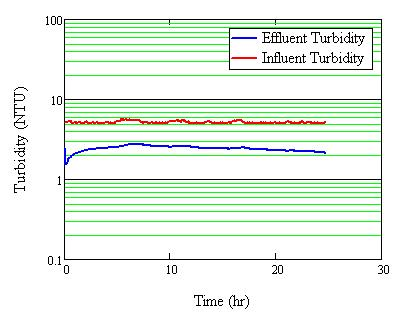 100
Effluent Turbidity
Influent Turbidity
10
Turbidity (NTU)
1
0.1
0 10 20 30
Time (hr)